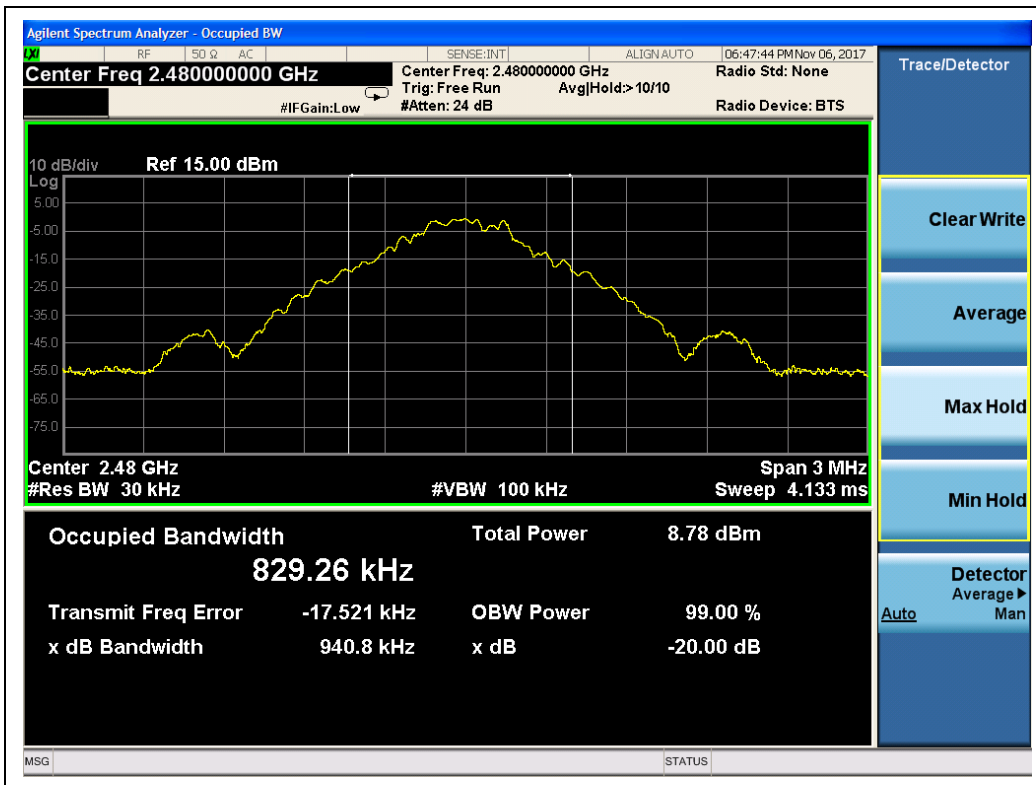 Agilent Spectrum Analyzer - Occupied BW
LXI RF 50 Ω AC SENSE:INT ALIGN AUTO 06:47:44 PM Nov 06, 2017
Center Freq 2.480000000 GHz
Center Freq: 2.480000000 GHz
Radio Std: None
Trig: Free Run Avg|Hold:> 10/10
#IFGain:Low
#Atten: 24 dB
Radio Device: BTS
10 dB/div Ref 15.00 dBm
Log
5.00
-5.00
-15.0
-25.0
-35.0
-45.0
-55.0
-65.0
-75.0
Center 2.48 GHz
Span 3 MHz
#Res BW 30 kHz
#VBW 100 kHz
Sweep 4.133 ms
Occupied Bandwidth
829.26 kHz
Total Power 8.78 dBm
Transmit Freq Error -17.521 kHz
OBW Power 99.00 %
x dB Bandwidth 940.8 kHz
x dB -20.00 dB
Trace/Detector
Clear Write
Average
Max Hold
Min Hold
Detector
Average
Auto Man
MSG
STATUS